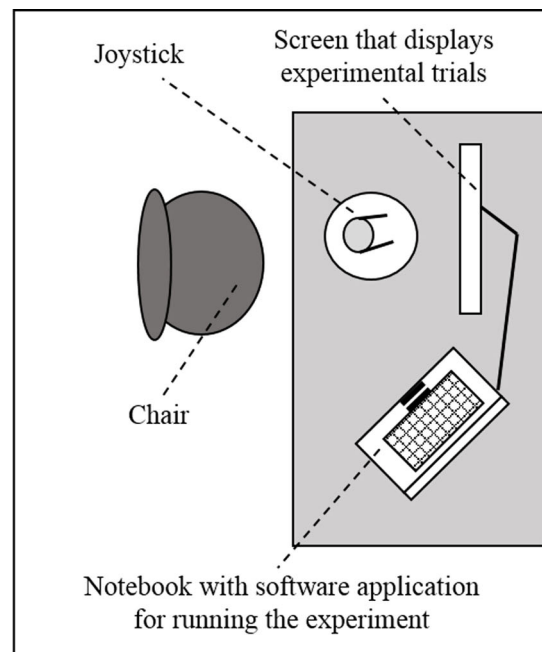 Joystick
Screen that displays
experimental trials
Chair
Notebook with software application
for running the experiment